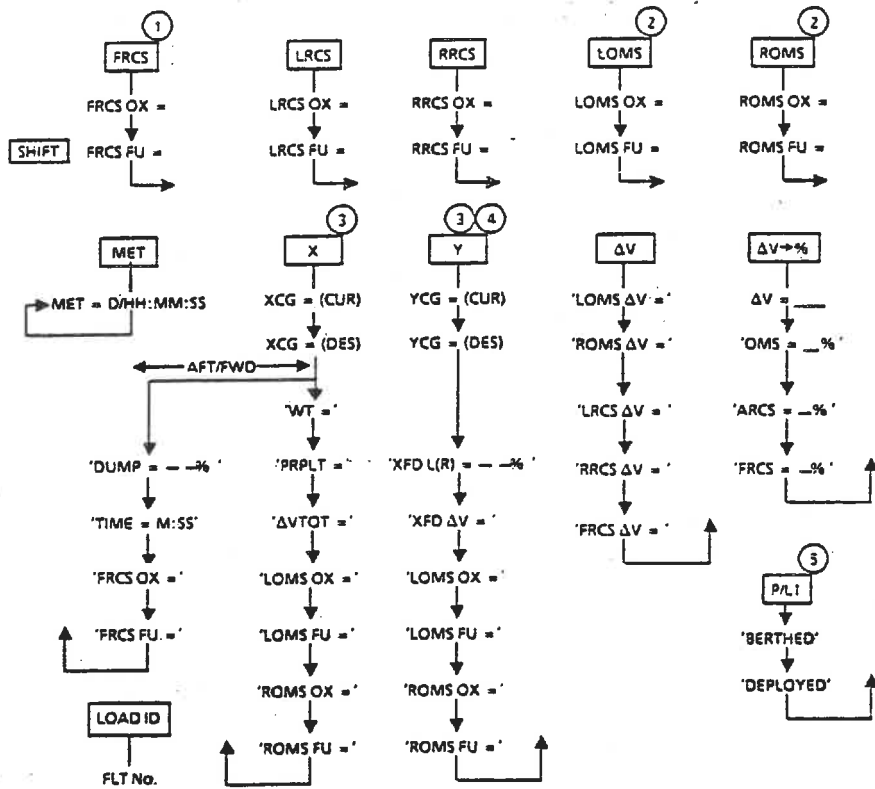 1
2
2
FRCS
LRCS
RRCS
LOMS
ROMS
FRCS OX =
LRCS OX =
RRCS OX =
LOMS OX =
ROMS OX =
SHIFT
FRCS FU =
LRCS FU =
RRCS FU =
LOMS FU =
ROMS FU =
3
3
4
MET
X
Y
ΔV
ΔV→%
MET = D/HH:MM:SS
XCG = (CUR)
YCG = (CUR)
'LOMS ΔV ='
ΔV = ___
XCG = (DES)
YCG = (DES)
'ROMS ΔV ='
'OMS = __%'
AFT/FWD
'WT ='
'LRCS ΔV ='
'ARCS = __%'
'DUMP = — —% '
'PRPLT ='
'XFD L(R) = — —% '
'RRCS ΔV ='
'FRCS = __%'
'TIME = M:SS'
'ΔVTOT ='
'XFD ΔV ='
'FRCS ΔV ='
'FRCS OX ='
'LOMS OX ='
'LOMS OX ='
5
P/L1
'FRCS FU ='
'LOMS FU ='
'LOMS FU ='
'BERTHED'
'ROMS OX ='
'ROMS OX ='
'DEPLOYED'
LOAD ID
'ROMS FU ='
'ROMS FU ='
FLT No.